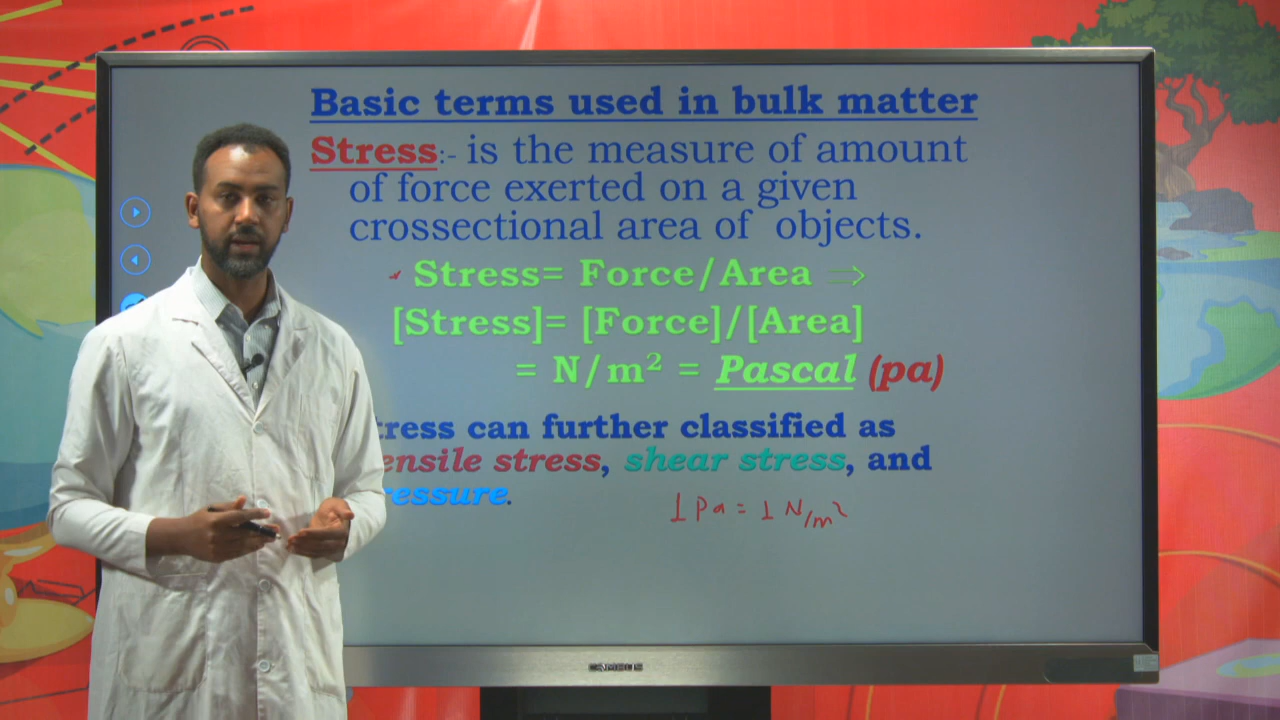 Basic terms used in bulk matter
Stress:- is the measure of amount
of force exerted on a given
crossectional area of objects.
Stress= Force/Area ⇒
[Stress]= [Force]/[Area]
= N/m² = Pascal (pa)
tress can further classified as
ensile stress, shear stress, and
ressure.
1 Pa = 1 N/m²
CAMBUS